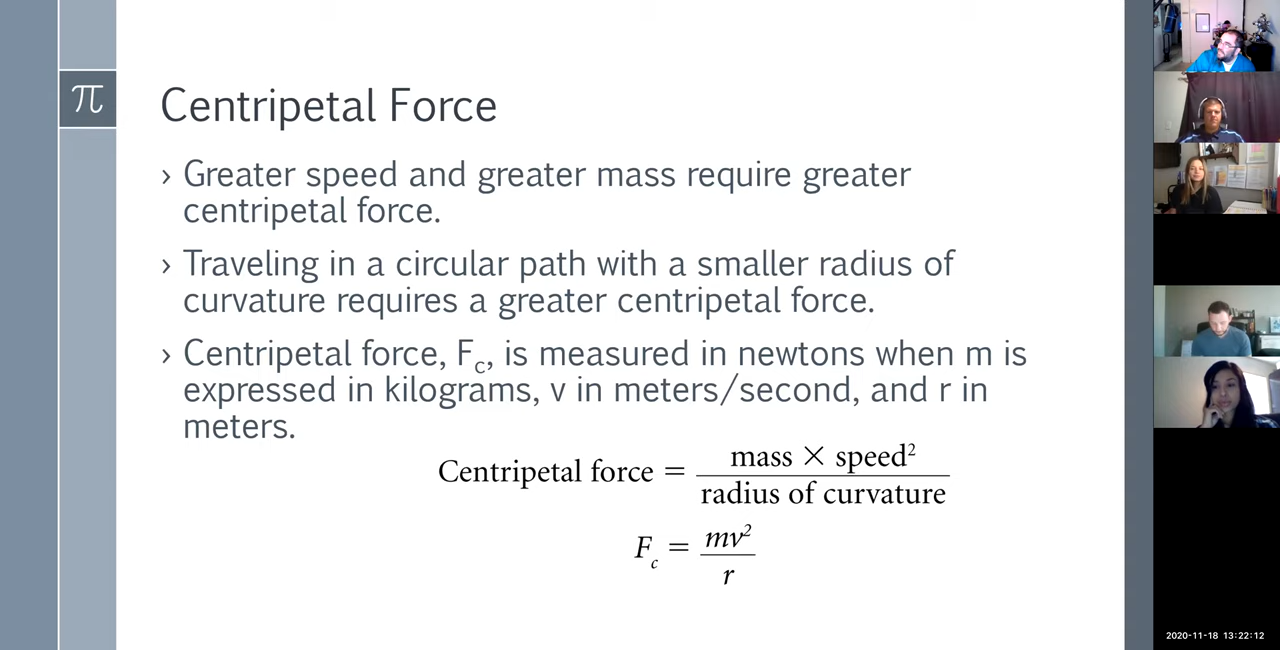 π
Centripetal Force
› Greater speed and greater mass require greater
centripetal force.
› Traveling in a circular path with a smaller radius of
curvature requires a greater centripetal force.
› Centripetal force, F_c, is measured in newtons when m is
expressed in kilograms, v in meters/second, and r in
meters.
Centripetal force = mass × speed² / radius of curvature
F_c = mv² / r
2020-11-18 13:22:12